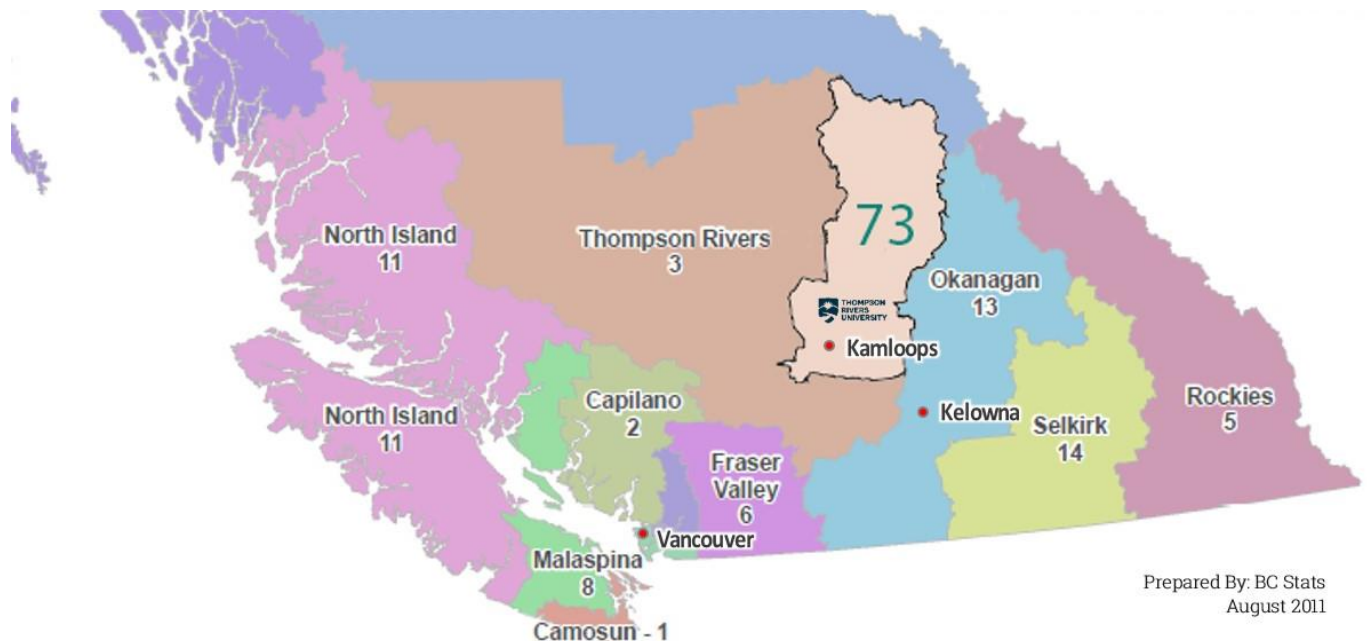 73
North Island
11
Thompson Rivers
3
Okanagan
13
THOMPSON
RIVERS
UNIVERSITY
Kamloops
Rockies
5
Capilano
2
North Island
11
Kelowna
Selkirk
14
Fraser
Valley
6
Vancouver
Malaspina
8
Camosun - 1
Prepared By: BC Stats
August 2011